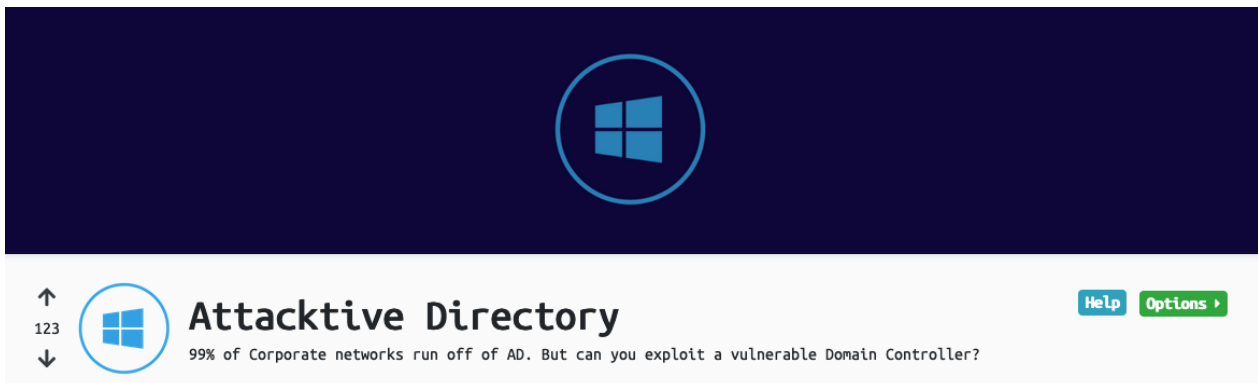 Attacktive Directory
Help
Options
123
99% of Corporate networks run off of AD. But can you exploit a vulnerable Domain Controller?